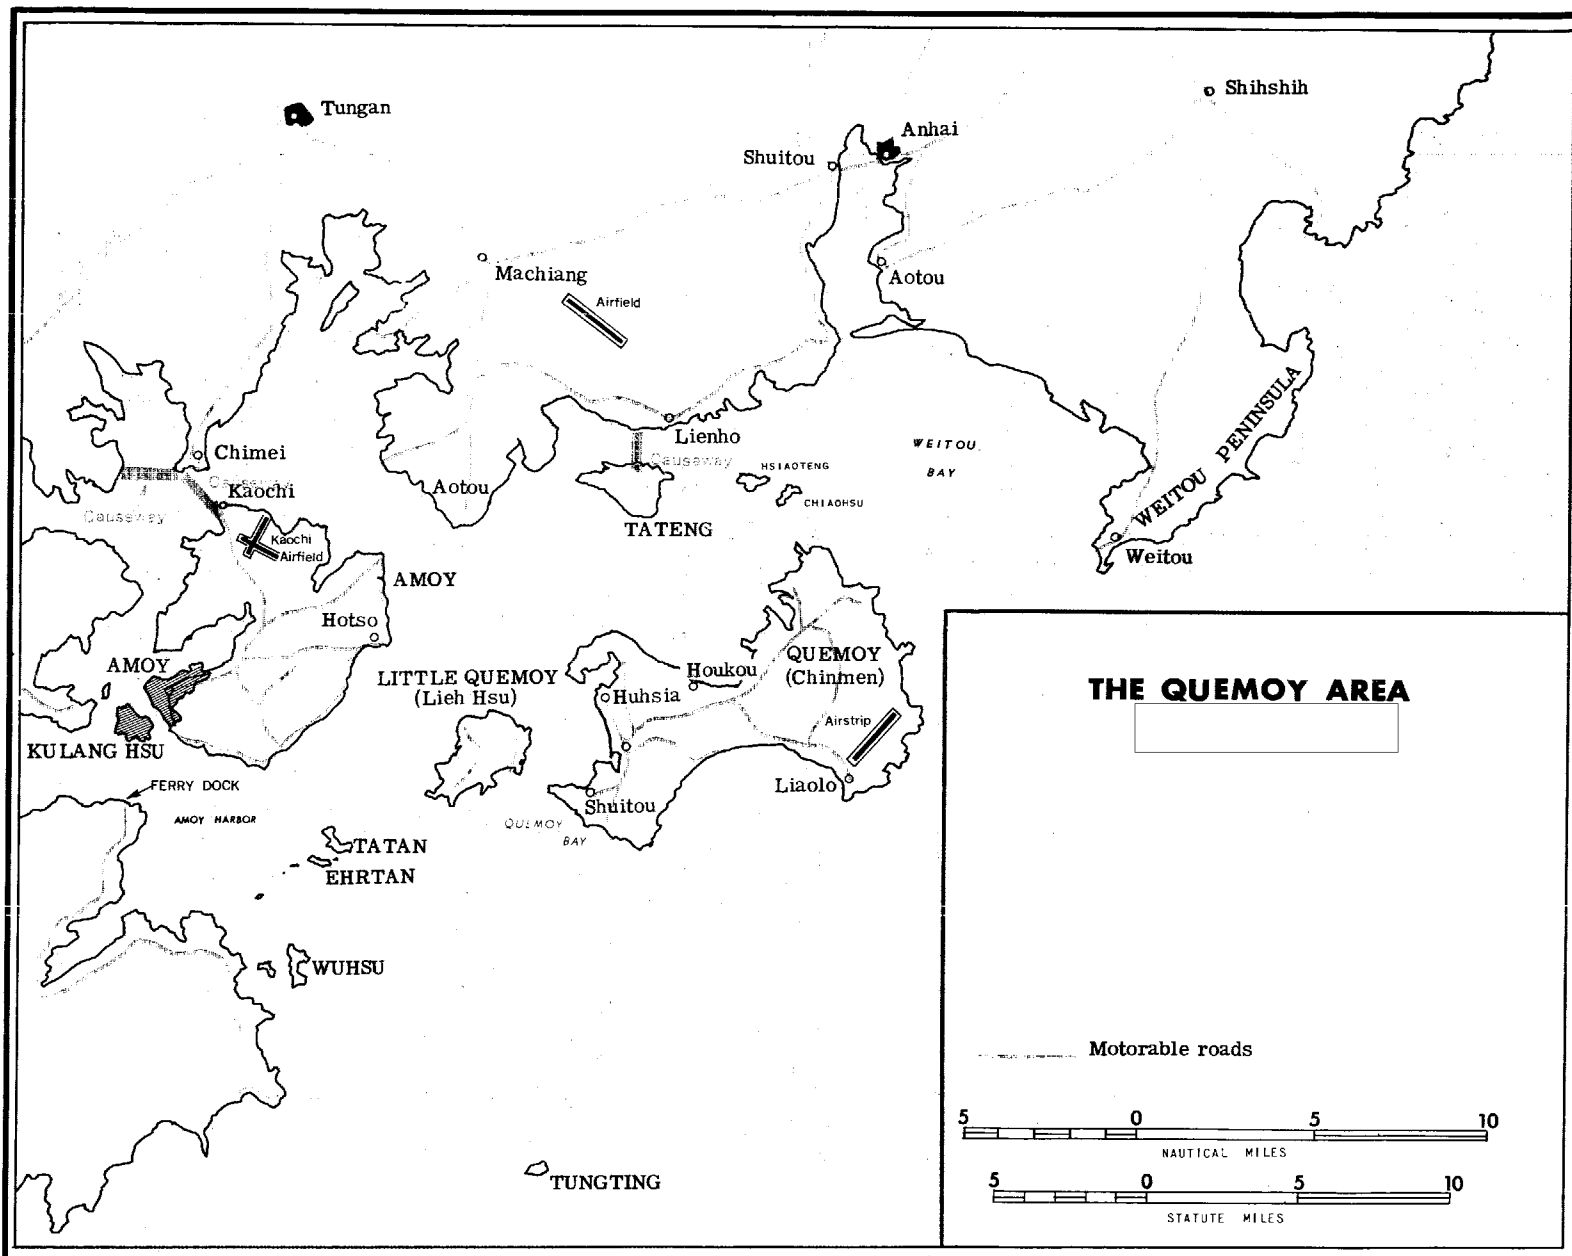 Shihshih
Tungan
Anhai
Shuitou
Machiang
Airfield
Aotou
WEITOU PENINSULA
Lienho
WEITOU
BAY
Chimei
Causeway
HSIAOTENG
Causeway
Kaochi
Aotou
CHIAOHSU
Causeway
TATENG
Kaochi
Airfield
Weitou
AMOY
Hotso
AMOY
LITTLE QUEMOY
(Lieh Hsu)
Houkou
QUEMOY
(Chinmen)
Huhsia
THE QUEMOY AREA
Airstrip
KULANG HSU
FERRY DOCK
Liaolo
Shuitou
AMOY HARBOR
QUEMOY
BAY
TATAN
EHRTAN
WUHSU
Motorable roads
5 0 5 10
NAUTICAL MILES
TUNGTING
5 0 5 10
STATUTE MILES